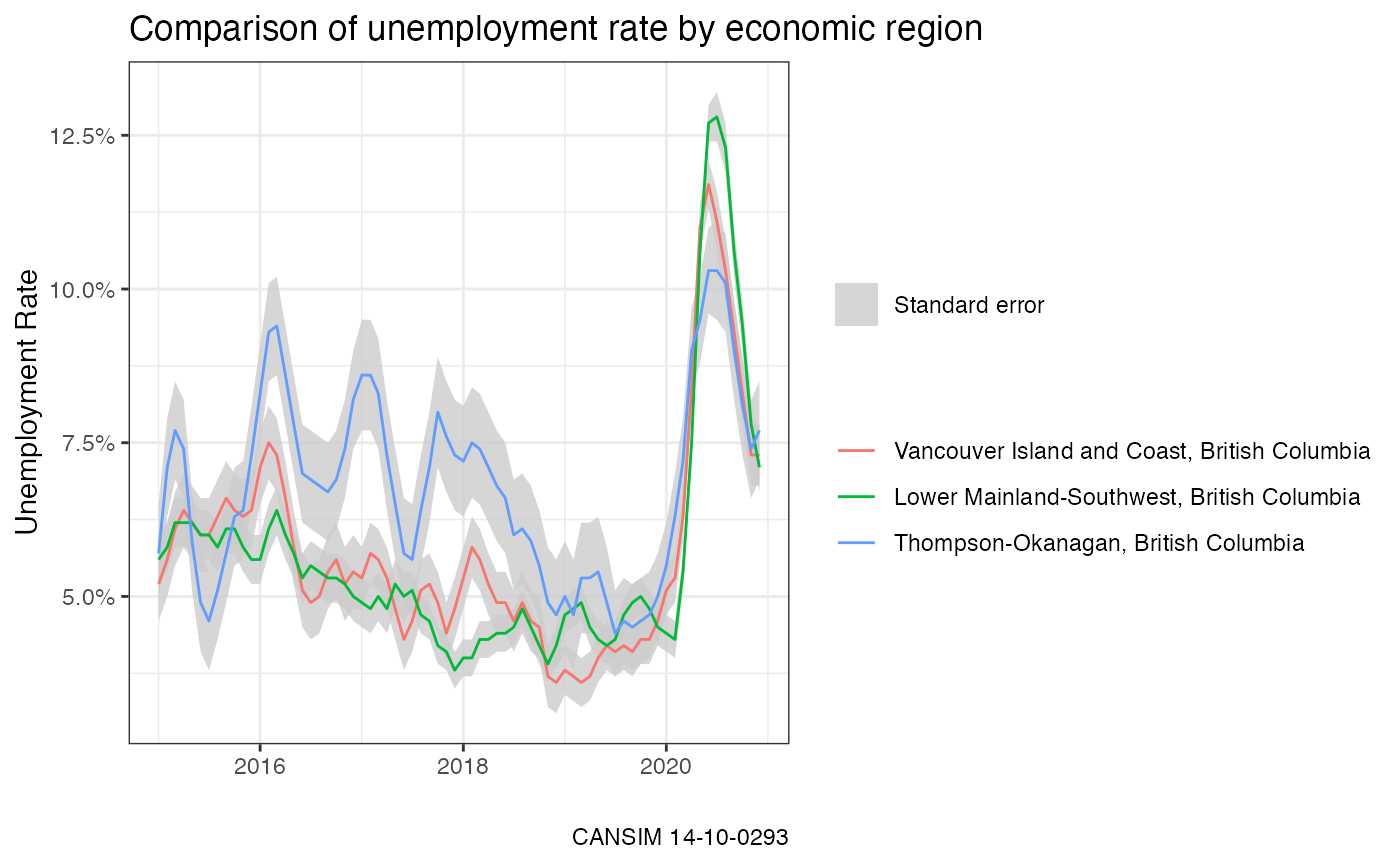 Comparison of unemployment rate by economic region
Unemployment Rate
12.5%
10.0%
7.5%
5.0%
2016
2018
2020
Standard error
Vancouver Island and Coast, British Columbia
Lower Mainland-Southwest, British Columbia
Thompson-Okanagan, British Columbia
CANSIM 14-10-0293